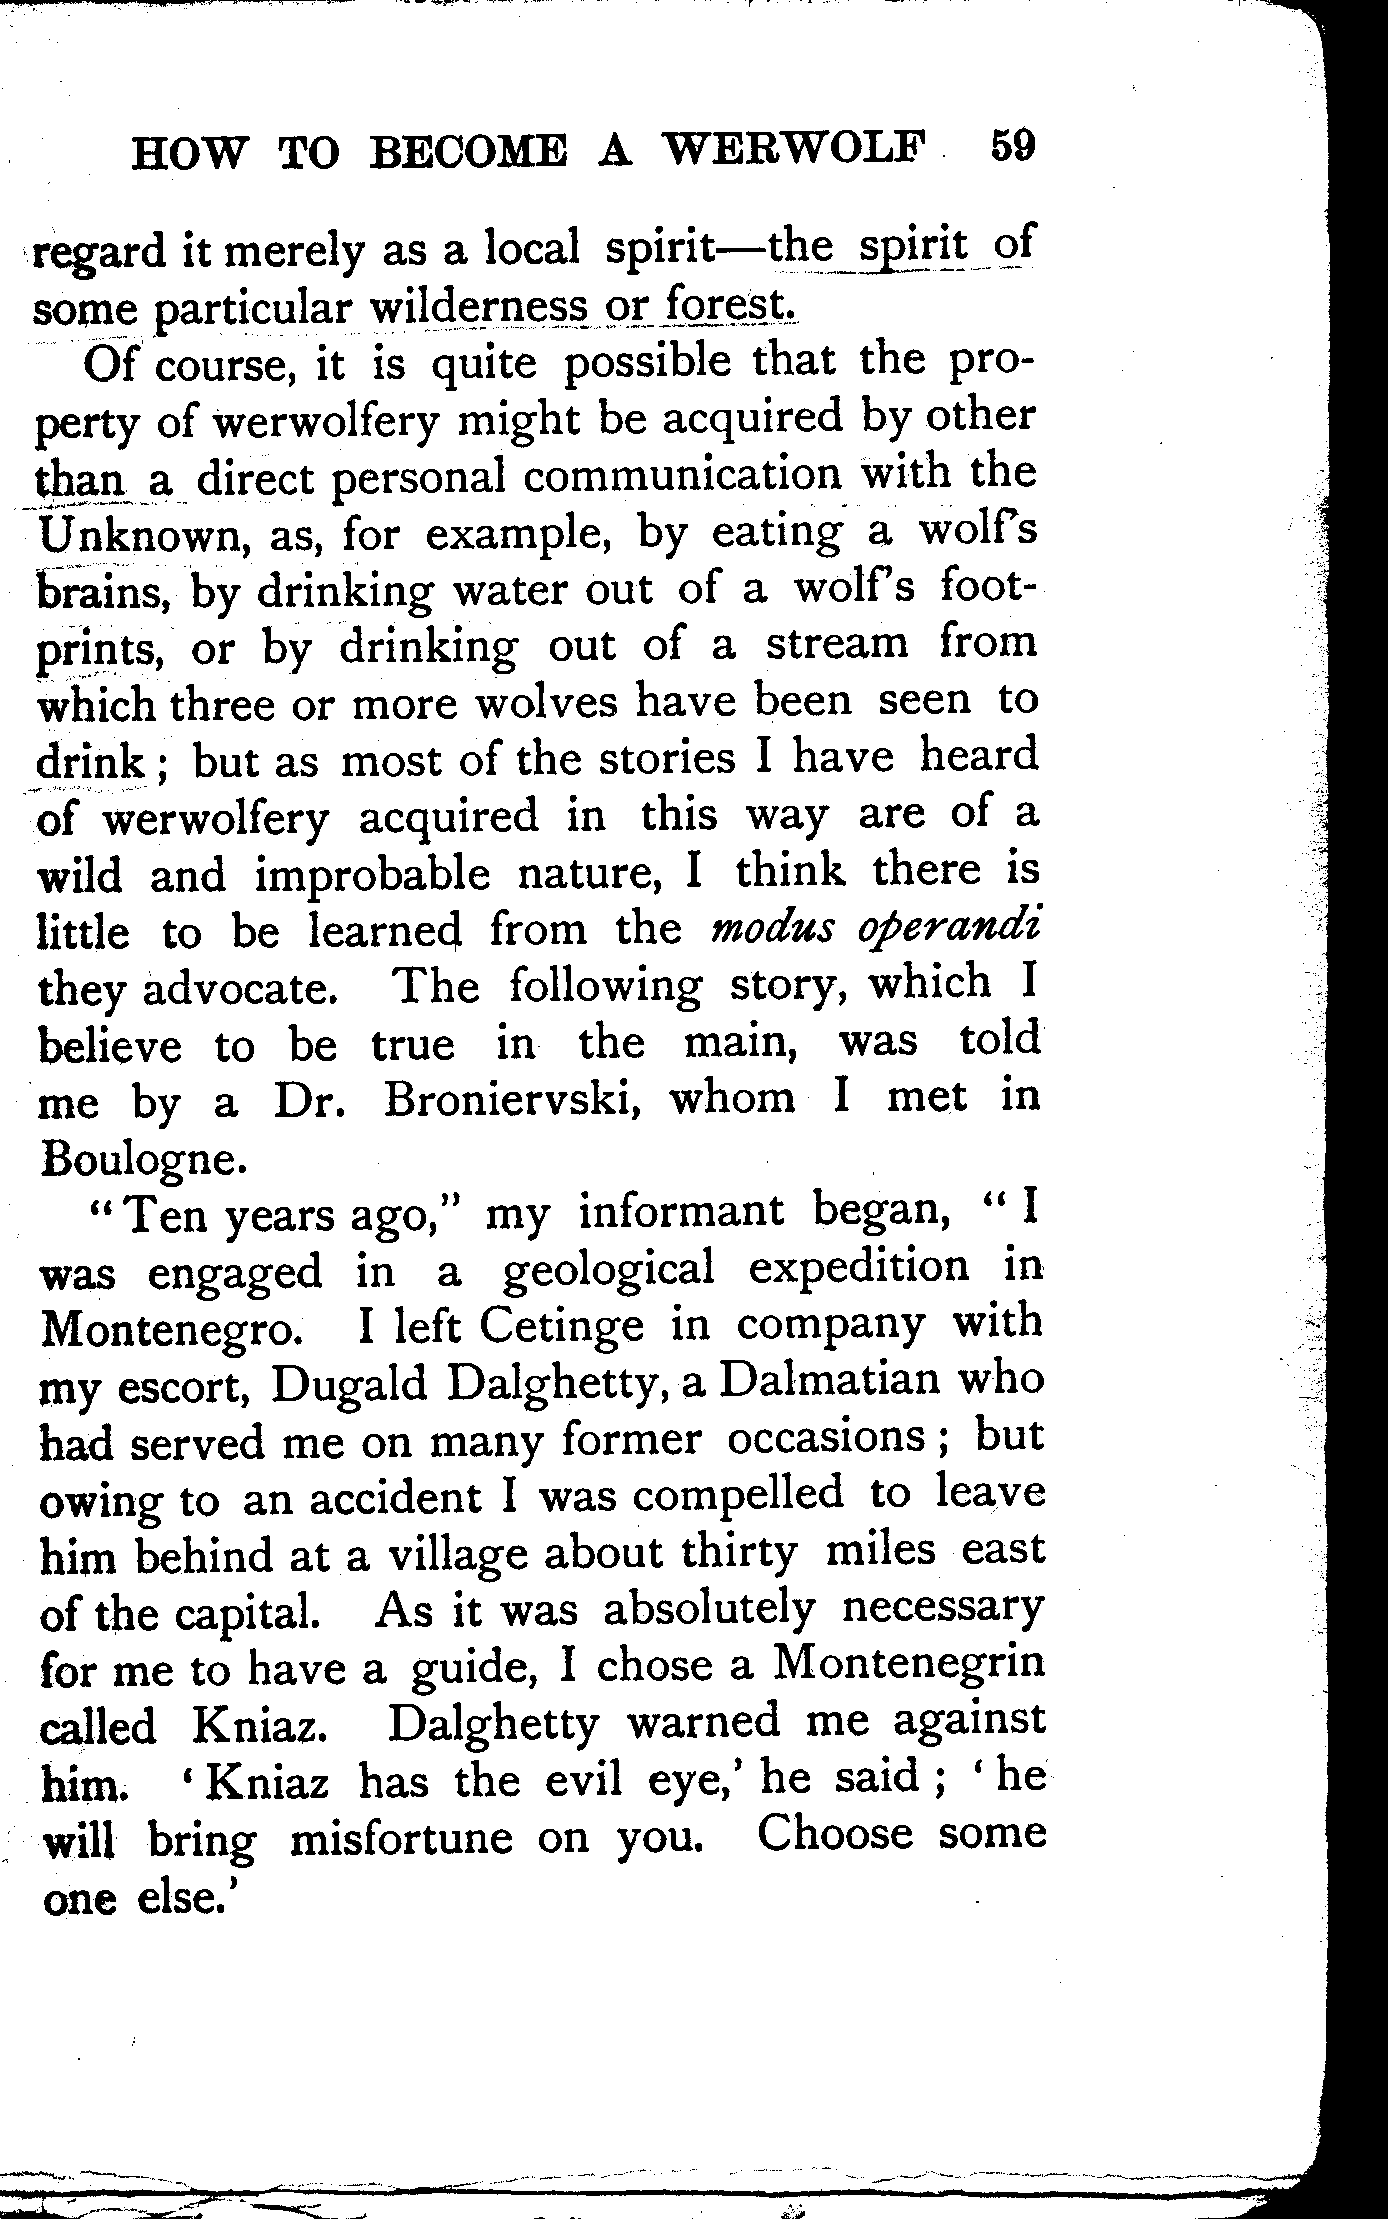 HOW TO BECOME A WERWOLF 59
regard it merely as a local spirit—the spirit of
some particular wilderness or forest.
Of course, it is quite possible that the pro-
perty of werwolfery might be acquired by other
than a direct personal communication with the
Unknown, as, for example, by eating a wolf's
brains, by drinking water out of a wolf's foot-
prints, or by drinking out of a stream from
which three or more wolves have been seen to
drink; but as most of the stories I have heard
of werwolfery acquired in this way are of a
wild and improbable nature, I think there is
little to be learned from the modus operandi
they advocate. The following story, which I
believe to be true in the main, was told
me by a Dr. Broniervski, whom I met in
Boulogne.
"Ten years ago," my informant began, "I
was engaged in a geological expedition in
Montenegro. I left Cetinge in company with
my escort, Dugald Dalghetty, a Dalmatian who
had served me on many former occasions; but
owing to an accident I was compelled to leave
him behind at a village about thirty miles east
of the capital. As it was absolutely necessary
for me to have a guide, I chose a Montenegrin
called Kniaz. Dalghetty warned me against
him. 'Kniaz has the evil eye,' he said; 'he
will bring misfortune on you. Choose some
one else.'